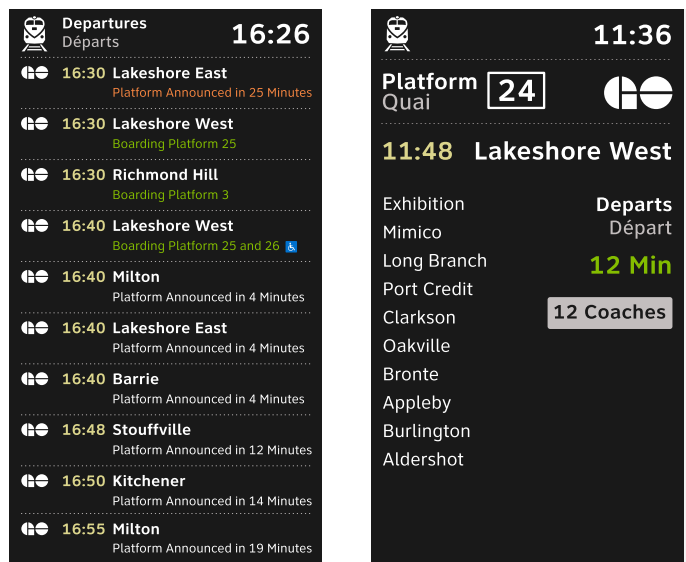 Departures
Départs
16:26
16:30 Lakeshore East
Platform Announced in 25 Minutes
16:30 Lakeshore West
Boarding Platform 25
16:30 Richmond Hill
Boarding Platform 3
16:40 Lakeshore West
Boarding Platform 25 and 26
16:40 Milton
Platform Announced in 4 Minutes
16:40 Lakeshore East
Platform Announced in 4 Minutes
16:40 Barrie
Platform Announced in 4 Minutes
16:48 Stouffville
Platform Announced in 12 Minutes
16:50 Kitchener
Platform Announced in 14 Minutes
16:55 Milton
Platform Announced in 19 Minutes
11:36
Platform
Quai
24
GO
11:48 Lakeshore West
Exhibition
Mimico
Long Branch
Port Credit
Clarkson
Oakville
Bronte
Appleby
Burlington
Aldershot
Departs
Départ
12 Min
12 Coaches